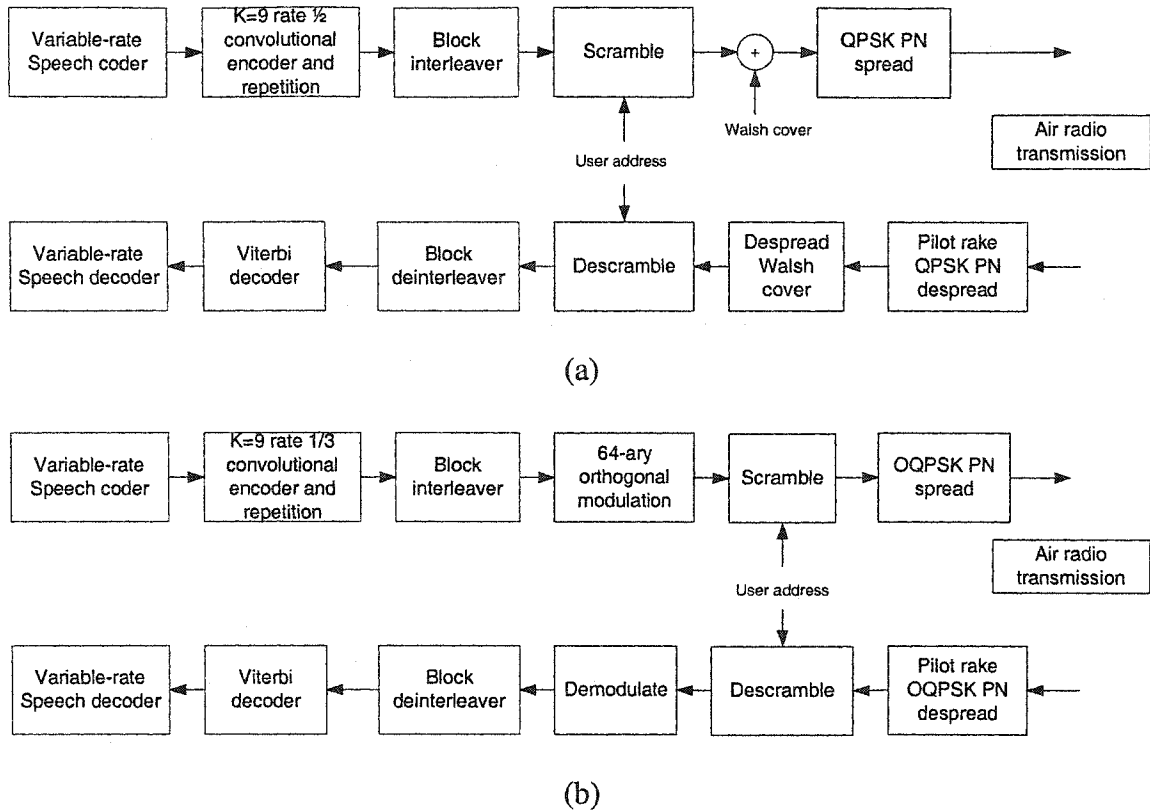 Variable-rate
Speech coder
K=9 rate ½
convolutional
encoder and
repetition
Block
interleaver
Scramble
+
Walsh cover
QPSK PN
spread
Air radio
transmission
User address
Variable-rate
Speech decoder
Viterbi
decoder
Block
deinterleaver
Descramble
Despread
Walsh
cover
Pilot rake
QPSK PN
despread
(a)
Variable-rate
Speech coder
K=9 rate 1/3
convolutional
encoder and
repetition
Block
interleaver
64-ary
orthogonal
modulation
Scramble
OQPSK PN
spread
Air radio
transmission
User address
Variable-rate
Speech decoder
Viterbi
decoder
Block
deinterleaver
Demodulate
Descramble
Pilot rake
OQPSK PN
despread
(b)